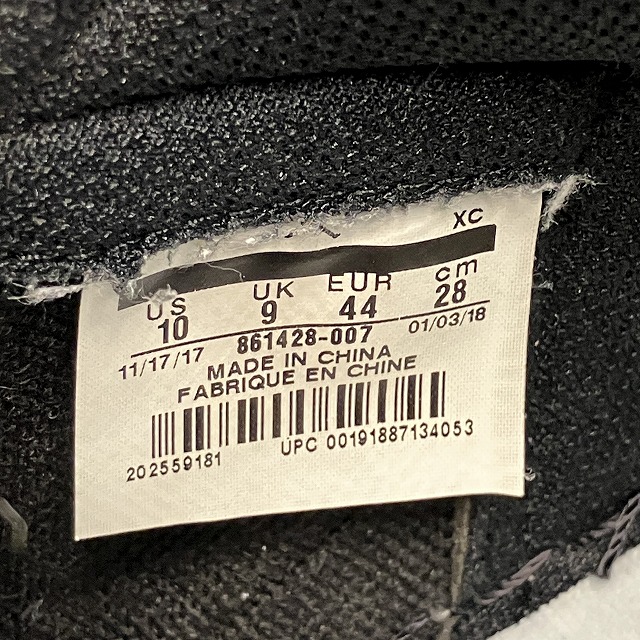 XC
US UK EUR cm
10 9 44 28
11/17/17 861428-007 01/03/18
MADE IN CHINA
FABRIQUE EN CHINE
202559181 UPC 00191887134053